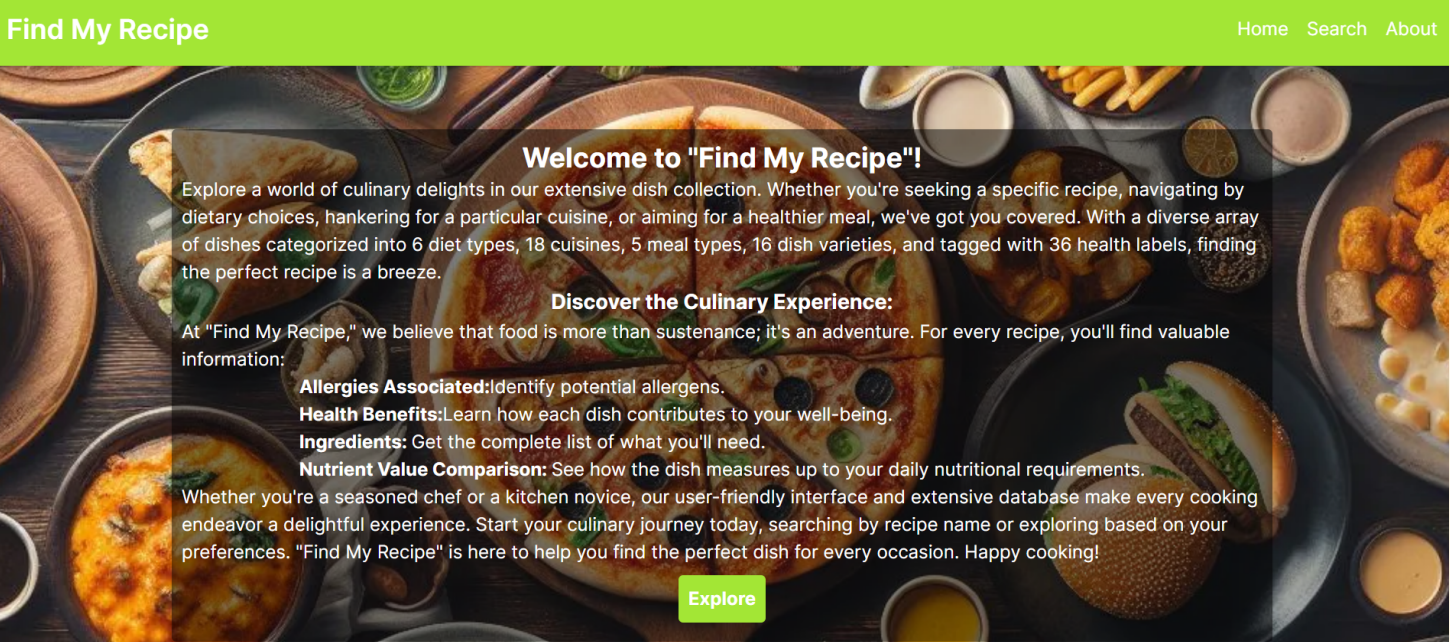 Find My Recipe
Home Search About
Welcome to "Find My Recipe"!
Explore a world of culinary delights in our extensive dish collection. Whether you're seeking a specific recipe, navigating by
dietary choices, hankering for a particular cuisine, or aiming for a healthier meal, we've got you covered. With a diverse array
of dishes categorized into 6 diet types, 18 cuisines, 5 meal types, 16 dish varieties, and tagged with 36 health labels, finding
the perfect recipe is a breeze.
Discover the Culinary Experience:
At "Find My Recipe," we believe that food is more than sustenance; it's an adventure. For every recipe, you'll find valuable
information:
Allergies Associated:Identify potential allergens.
Health Benefits:Learn how each dish contributes to your well-being.
Ingredients: Get the complete list of what you'll need.
Nutrient Value Comparison: See how the dish measures up to your daily nutritional requirements.
Whether you're a seasoned chef or a kitchen novice, our user-friendly interface and extensive database make every cooking
endeavor a delightful experience. Start your culinary journey today, searching by recipe name or exploring based on your
preferences. "Find My Recipe" is here to help you find the perfect dish for every occasion. Happy cooking!
Explore